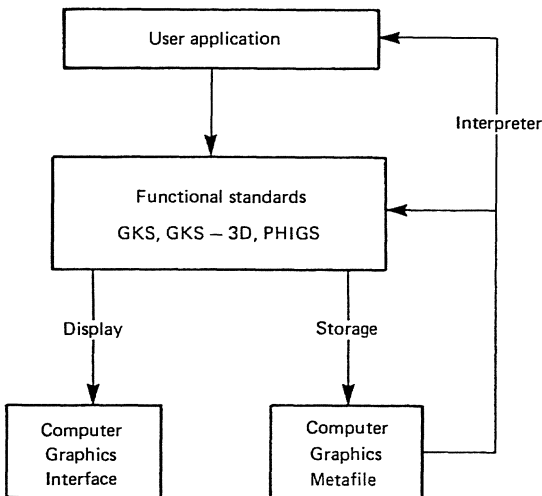 User application
Interpreter
Functional standards
GKS, GKS – 3D, PHIGS
Display
Storage
Computer
Graphics
Interface
Computer
Graphics
Metafile